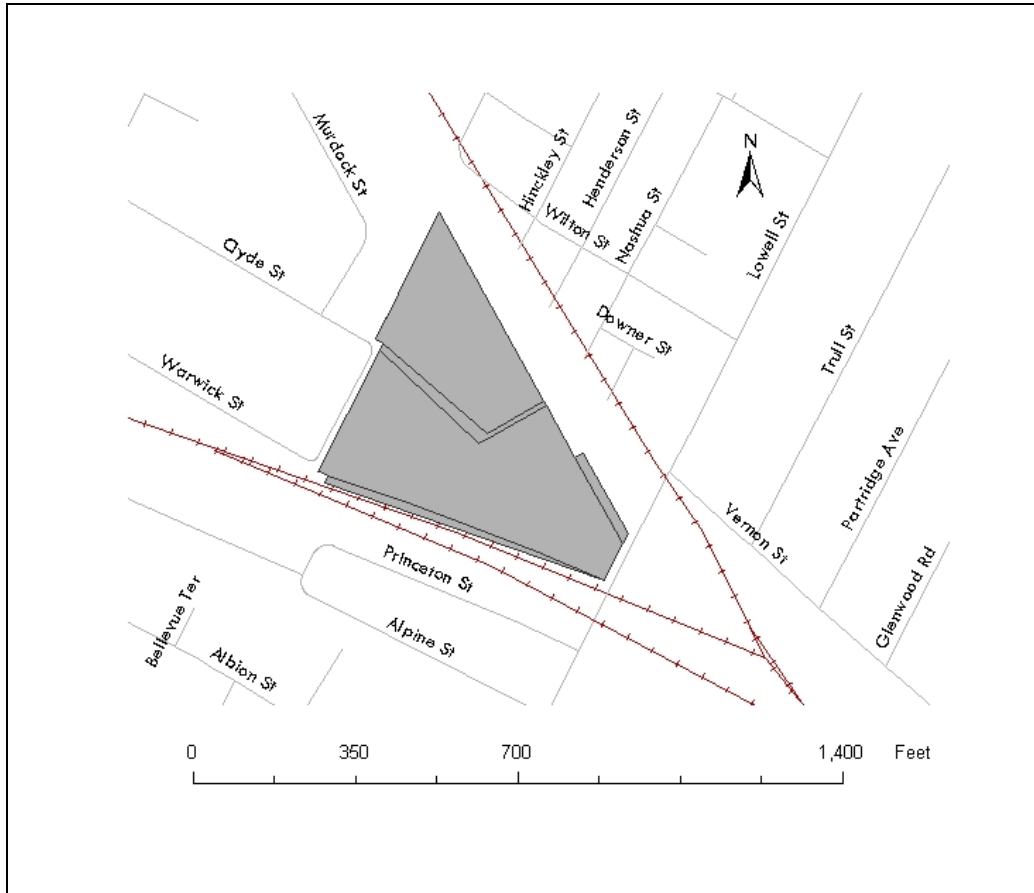 Murdock St
Hinckley St
Henderson St
N
Nashua St
Wilton St
Lowell St
Clyde St
Downer St
Trull St
Warwick St
Partridge Ave
Vernon St
Princeton St
Glenwood Rd
Bellevue Ter
Alpine St
Albion St
0 350 700 1,400 Feet